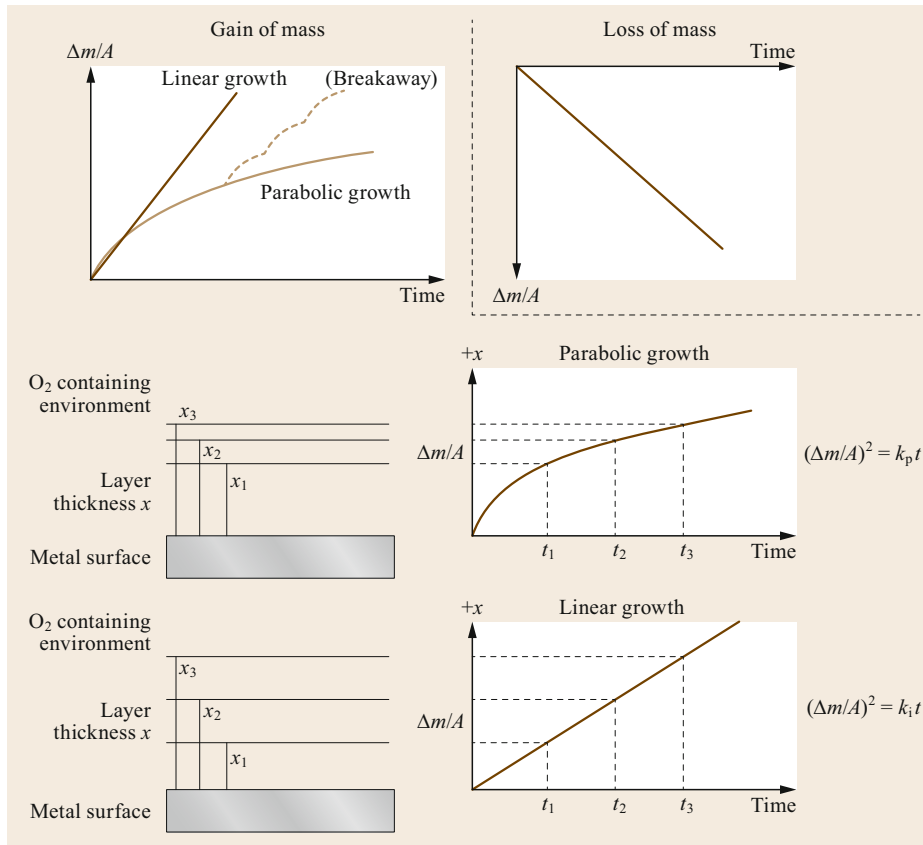 Gain of mass
Δm/A
Linear growth
(Breakaway)
Parabolic growth
Time
Loss of mass
Time
Δm/A
O₂ containing
environment
x₃
x₂
x₁
Layer
thickness x
Metal surface
+x
Parabolic growth
Δm/A
(Δm/A)² = kₚt
t₁ t₂ t₃ Time
O₂ containing
environment
x₃
x₂
x₁
Layer
thickness x
Metal surface
+x
Linear growth
Δm/A
(Δm/A)² = kᵢt
t₁ t₂ t₃ Time